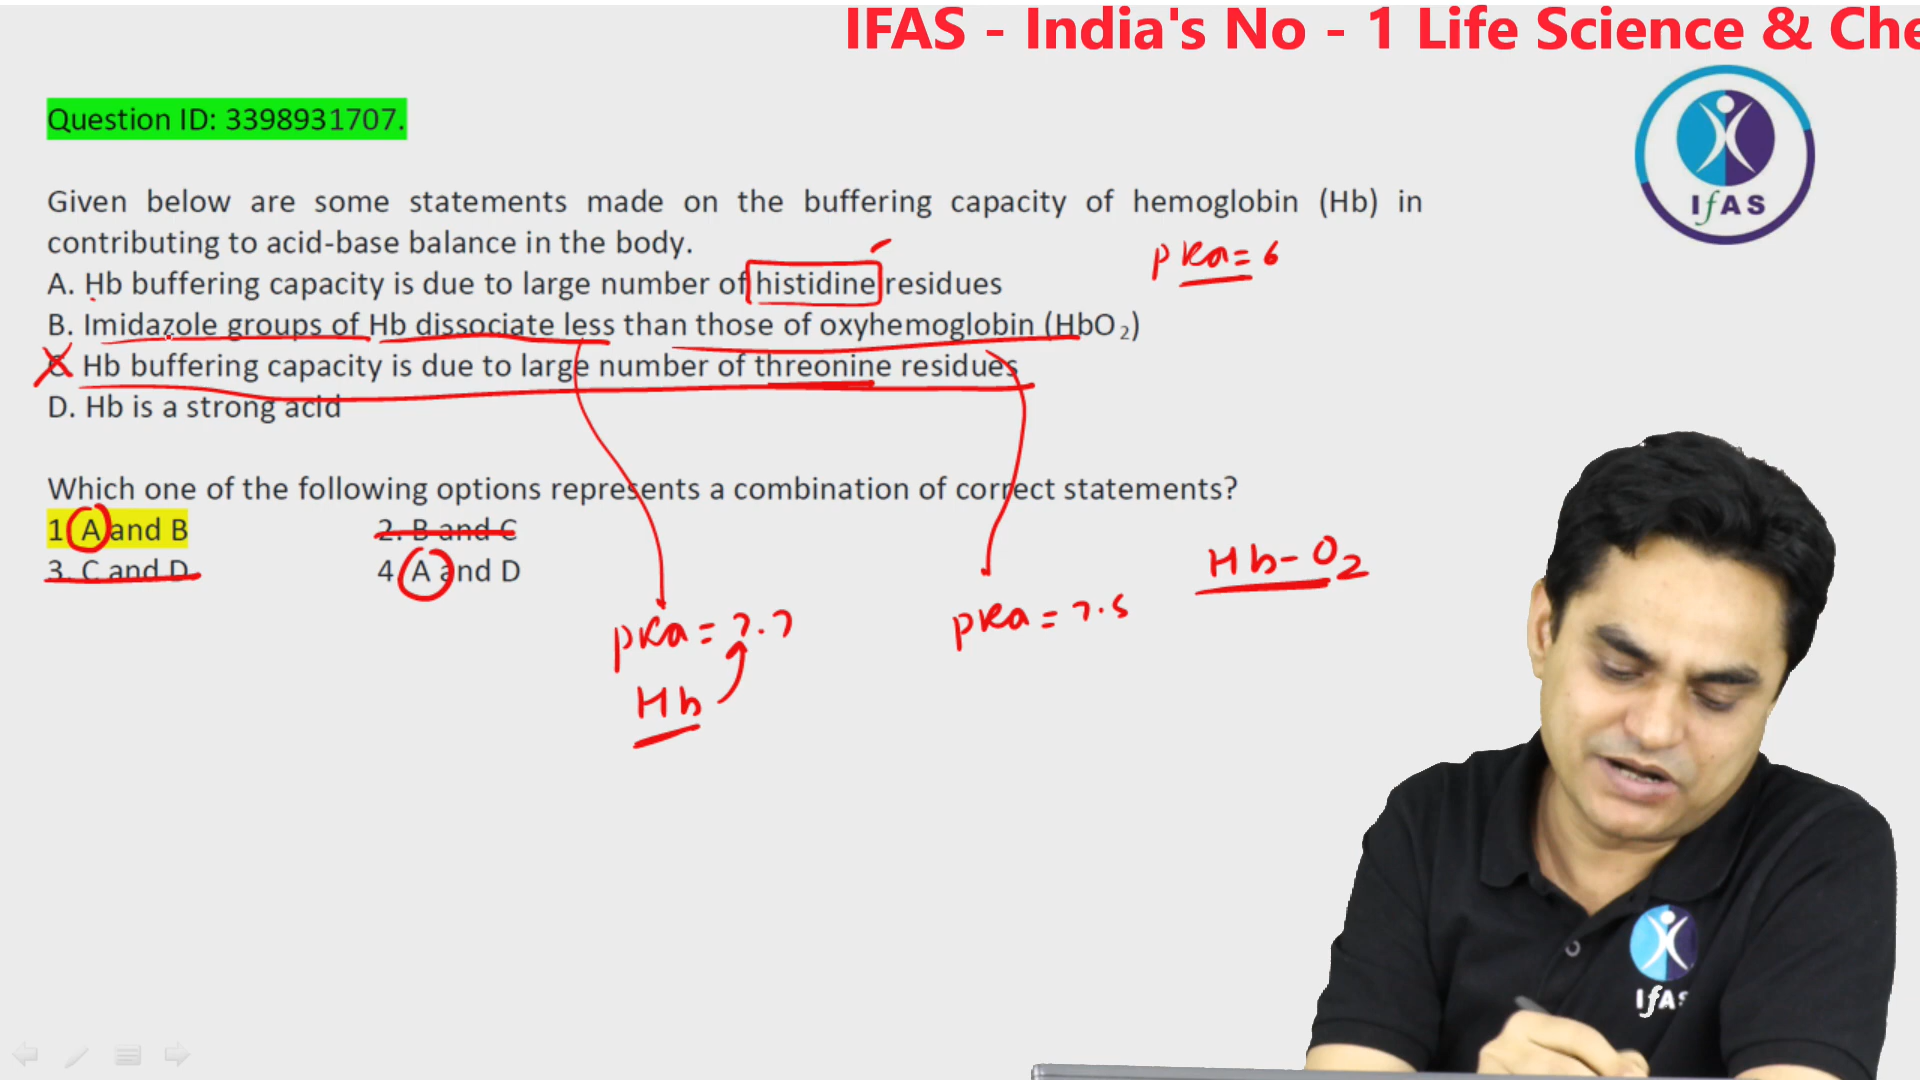 IFAS - India's No - 1 Life Science & Che
Question ID: 3398931707.
IfAS
Given below are some statements made on the buffering capacity of hemoglobin (Hb) in
contributing to acid-base balance in the body.
pKa = 6
A. Hb buffering capacity is due to large number of histidine residues
B. Imidazole groups of Hb dissociate less than those of oxyhemoglobin (HbO₂)
C. Hb buffering capacity is due to large number of threonine residues
D. Hb is a strong acid
Which one of the following options represents a combination of correct statements?
1. A and B 2. B and C
3. C and D 4. A and D
Hb-O₂
pKa = 7.7 pKa = 7.5
Hb
IfAS